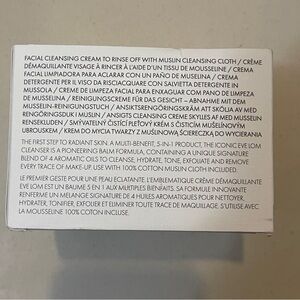 FACIAL CLEANSING CREAM TO RINSE OFF WITH MUSLIN CLEANSING CLOTH / CRÈME
DÉMAQUILLANTE VISAGE À RINCER À L'AIDE D'UN TISSU DE MOUSSELINE / CREMA
FACIAL LIMPIADORA PARA ACLARAR CON UN PAÑO DE MUSELINA / CREMA
DETERGENTE VISO DA RISCIACQUARE CON SALVIETTA DETERGENTE IN
MUSSOLA / CREME DE LIMPEZA FACIAL PARA ENXAGUAR COM PANO DE LIMPEZA
DE MUSSELINA / REINIGUNGSCREME FÜR DAS GESICHT – ABNAHME MIT DEM
MUSSELIN-REINIGUNGSTUCH / ANSIKTSRENGÖRINGSKRÄM ATT SKÖLJA AV MED
RENGÖRINGSDUK I MUSLIN / ANSIGTS CREME SKYLLES AF MED MUSSELIN
RENSEKLUDEN / SMÝVATELNÝ ČISTÍCÍ PLEŤOVÝ KRÉM S ČISTÍCÍM MUŠELÍNOVÝM
UBROUSKEM / KREM DO MYCIA TWARZY Z MUŚLINOWĄ ŚCIERECZKĄ DO WYCIERANIA
THE FIRST STEP TO RADIANT SKIN. A MULTI-BENEFIT, 5-IN-1 PRODUCT, THE ICONIC EVE LOM
CLEANSER IS A PIONEERING BALM FORMULA, CONTAINING A UNIQUE SIGNATURE
BLEND OF 4 AROMATIC OILS TO CLEANSE, HYDRATE, TONE, EXFOLIATE AND REMOVE
EVERY TRACE OF MAKE-UP. USE WITH 100% COTTON MUSLIN CLOTH INCLUDED.
LE PREMIER GESTE POUR UNE PEAU ÉCLATANTE. L'EMBLÉMATIQUE CRÈME DÉMAQUILLANTE
EVE LOM EST UN BAUME 5 EN 1 AUX MULTIPLES BIENFAITS. SA FORMULE INNOVANTE
RENFERME UN MÉLANGE SIGNATURE DE 4 HUILES AROMATIQUES POUR NETTOYER,
HYDRATER, TONIFIER, EXFOLIER ET ÉLIMINER TOUTE TRACE DE MAQUILLAGE. S'UTILISE AVEC
LA MOUSSELINE 100% COTON INCLUSE.